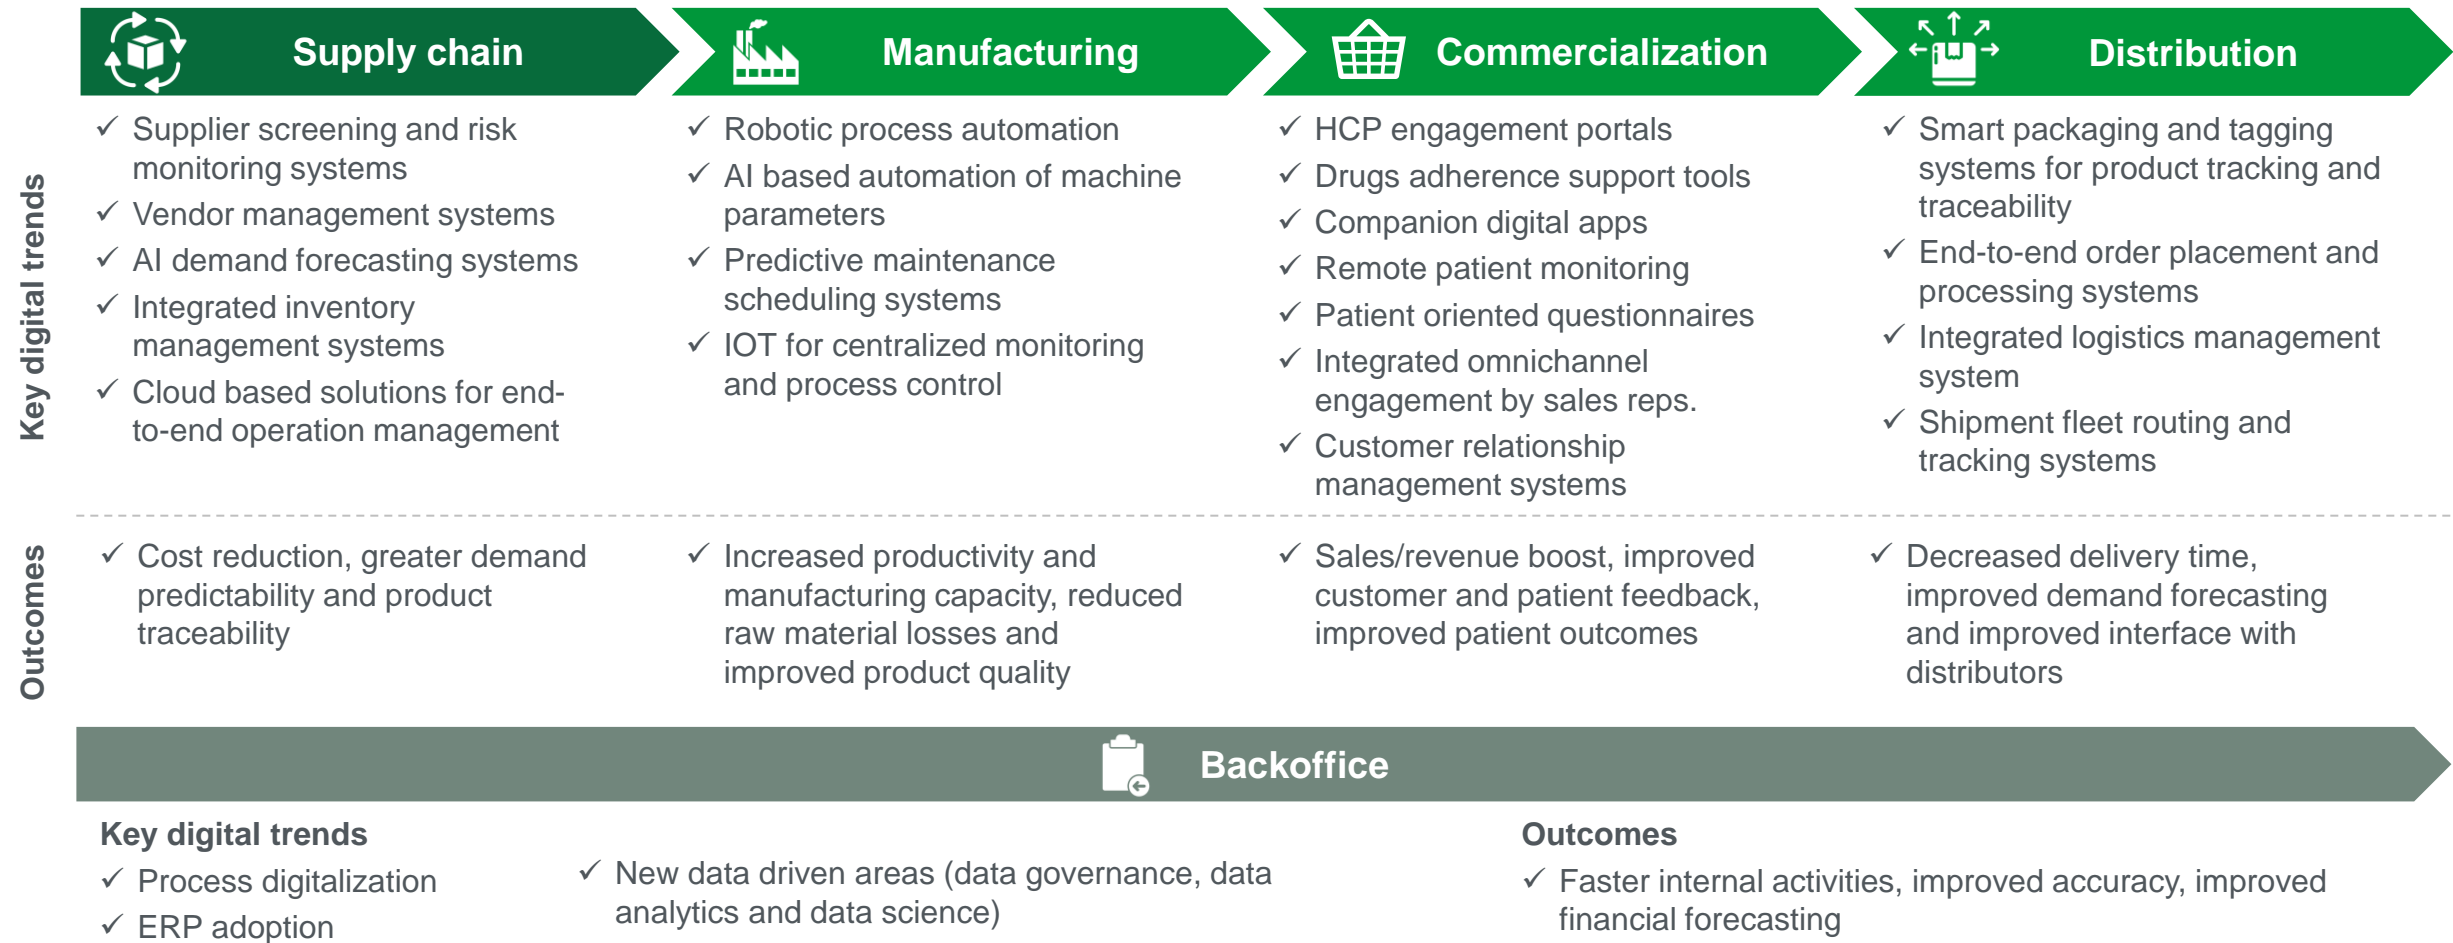 Supply chain
Manufacturing
Commercialization
Distribution
Key digital trends
✓ Supplier screening and risk
monitoring systems
✓ Vendor management systems
✓ AI demand forecasting systems
✓ Integrated inventory
management systems
✓ Cloud based solutions for end-
to-end operation management
✓ Robotic process automation
✓ AI based automation of machine
parameters
✓ Predictive maintenance
scheduling systems
✓ IOT for centralized monitoring
and process control
✓ HCP engagement portals
✓ Drugs adherence support tools
✓ Companion digital apps
✓ Remote patient monitoring
✓ Patient oriented questionnaires
✓ Integrated omnichannel
engagement by sales reps.
✓ Customer relationship
management systems
✓ Smart packaging and tagging
systems for product tracking and
traceability
✓ End-to-end order placement and
processing systems
✓ Integrated logistics management
system
✓ Shipment fleet routing and
tracking systems
Outcomes
✓ Cost reduction, greater demand
predictability and product
traceability
✓ Increased productivity and
manufacturing capacity, reduced
raw material losses and
improved product quality
✓ Sales/revenue boost, improved
customer and patient feedback,
improved patient outcomes
✓ Decreased delivery time,
improved demand forecasting
and improved interface with
distributors
Backoffice
Key digital trends
✓ Process digitalization
✓ ERP adoption
✓ New data driven areas (data governance, data
analytics and data science)
Outcomes
✓ Faster internal activities, improved accuracy, improved
financial forecasting